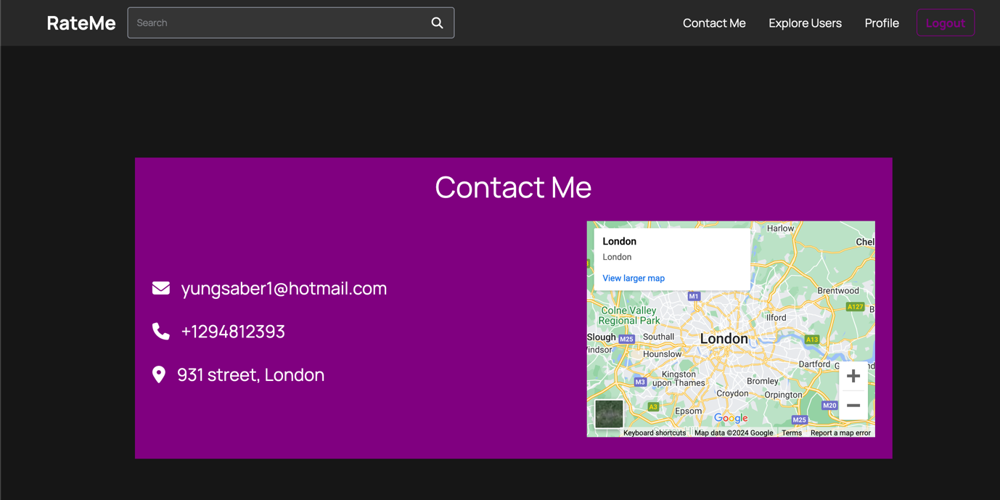 RateMe
Search
Contact Me
Explore Users
Profile
Logout
Contact Me
yungsaber1@hotmail.com
+1294812393
931 street, London
London
London
View larger map
Harlow
Chel
M1
Brentwood
A127
B
Colne Valley
Regional Park
Ilford
Slough
M25
Southall
London
A13
Hounslow
Dartford
G
M3
Kingston
upon Thames
Bromley
Croydon
Orpington
A3
Epsom
M20
Google
M25
Keyboard shortcuts
Map data ©2024 Google
Terms
Report a map error